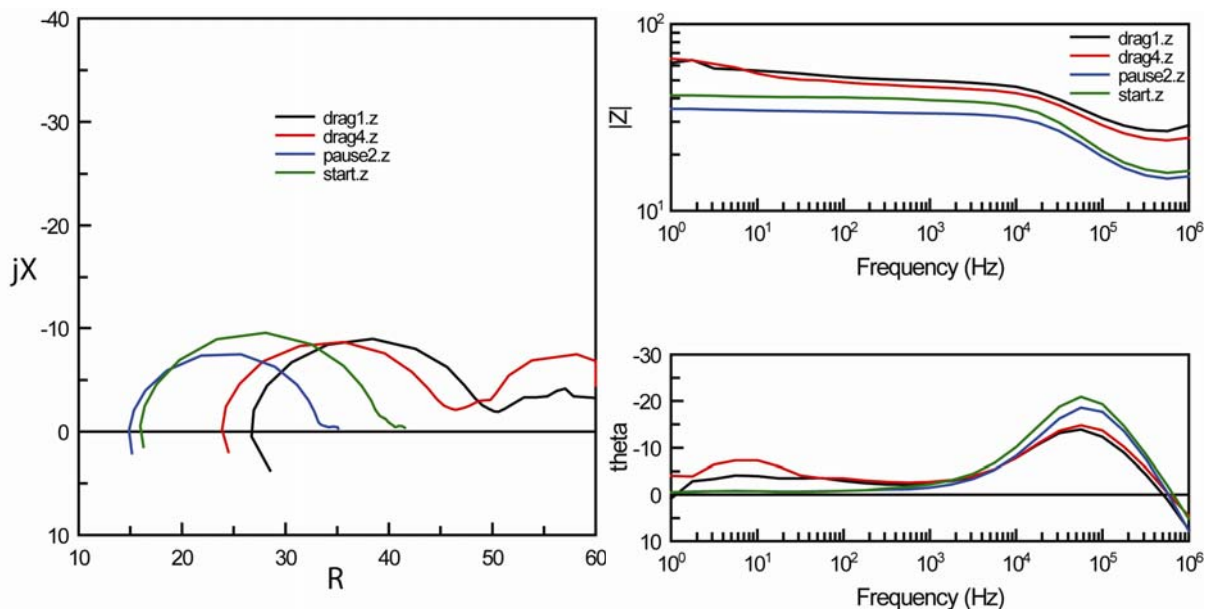 -40
-30
-20
-10
0
10
jX
drag1.z
drag4.z
pause2.z
start.z
10 20 30 40 50 60
R
10²
10¹
|Z|
drag1.z
drag4.z
pause2.z
start.z
10⁰ 10¹ 10² 10³ 10⁴ 10⁵ 10⁶
Frequency (Hz)
-30
-20
-10
0
10
theta
10⁰ 10¹ 10² 10³ 10⁴ 10⁵ 10⁶
Frequency (Hz)